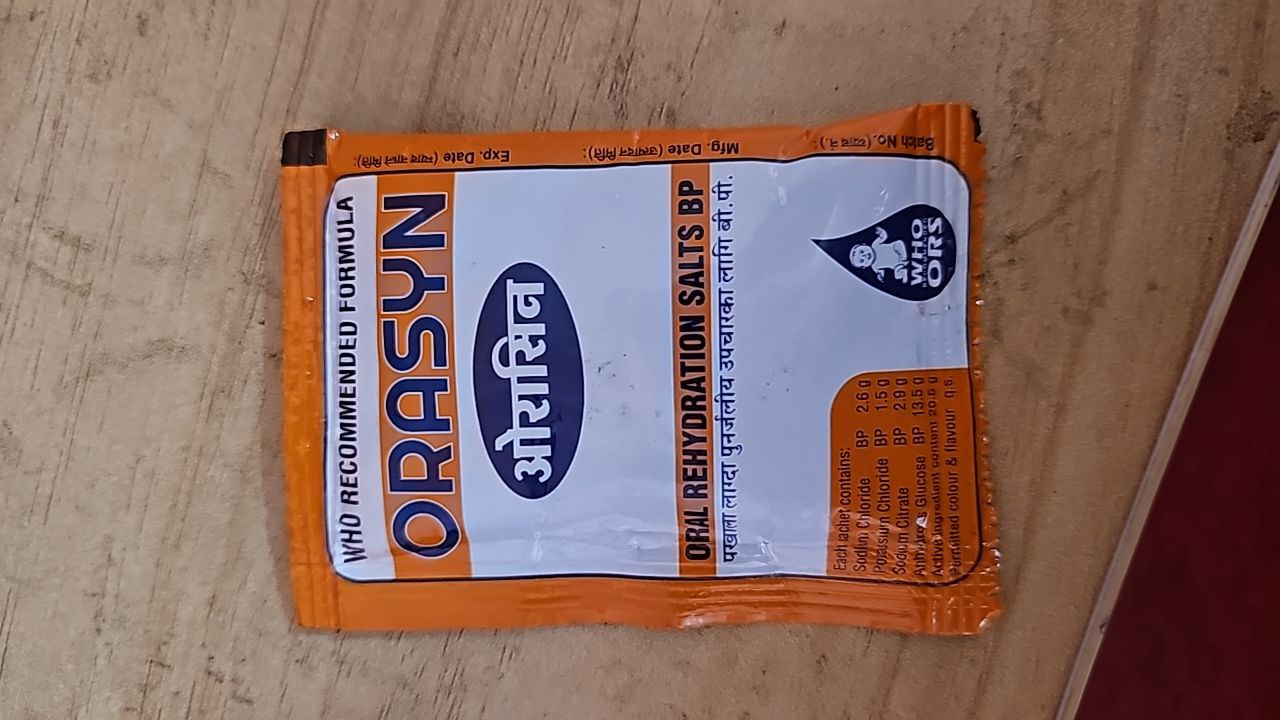 WHO RECOMMENDED FORMULA
ORASYN
ओरासिन
ORAL REHYDRATION SALTS BP
पखाला लाग्दा पुनर्जलीय उपचारका लागि बी.पी.
WHO
ORS
Each sachet contains:
Sodium Chloride BP 2.6 g
Potassium Chloride BP 1.5 g
Sodium Citrate BP 2.9 g
Anhydrous Glucose BP 13.5 g
Active ingredient content 20.5 g
Permitted colour & flavour q.s.
Batch No. (व्याच नं.):
Mfg. Date (उत्पादन मिति):
Exp. Date (म्याद नाघ्ने मिति):